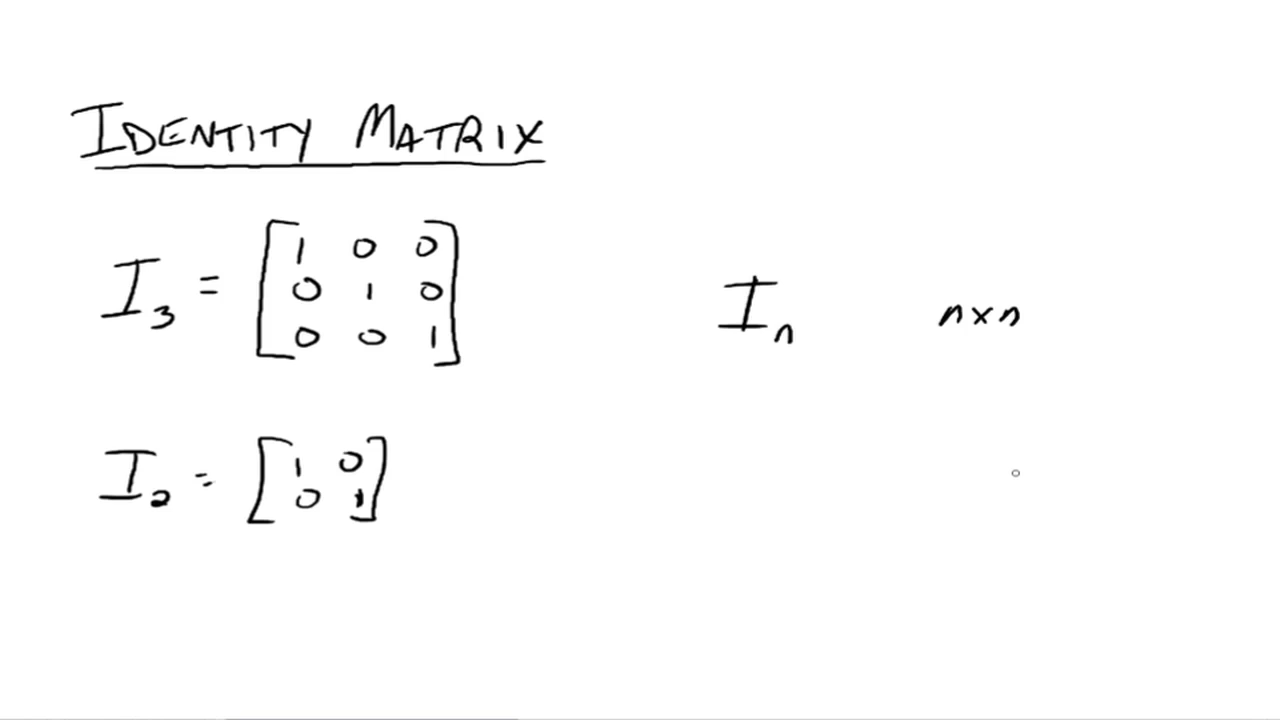 IDENTITY MATRIX
I₃ = [1 0 0
0 1 0
0 0 1]
Iₙ n×n
I₂ = [1 0
0 1]